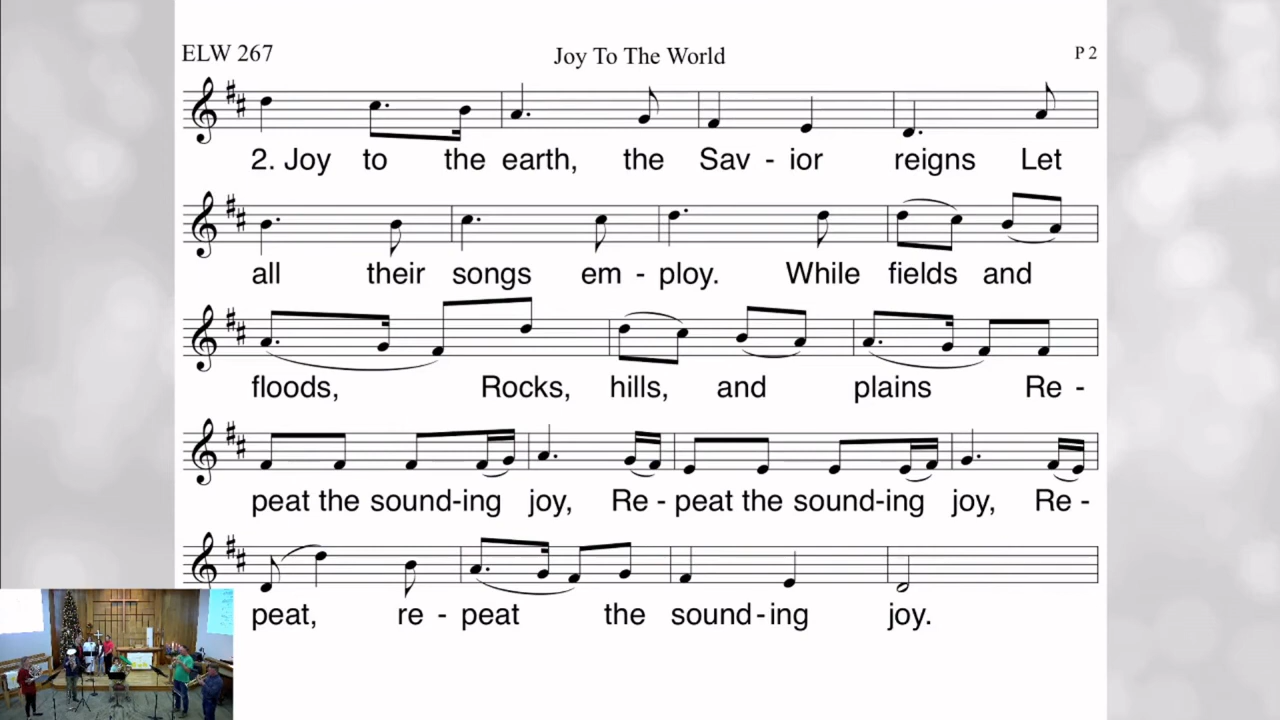 ELW 267 Joy To The World P 2
2. Joy to the earth, the Sav - ior reigns Let
all their songs em - ploy. While fields and
floods, Rocks, hills, and plains Re -
peat the sound-ing joy, Re - peat the sound-ing joy, Re -
peat, re - peat the sound-ing joy.